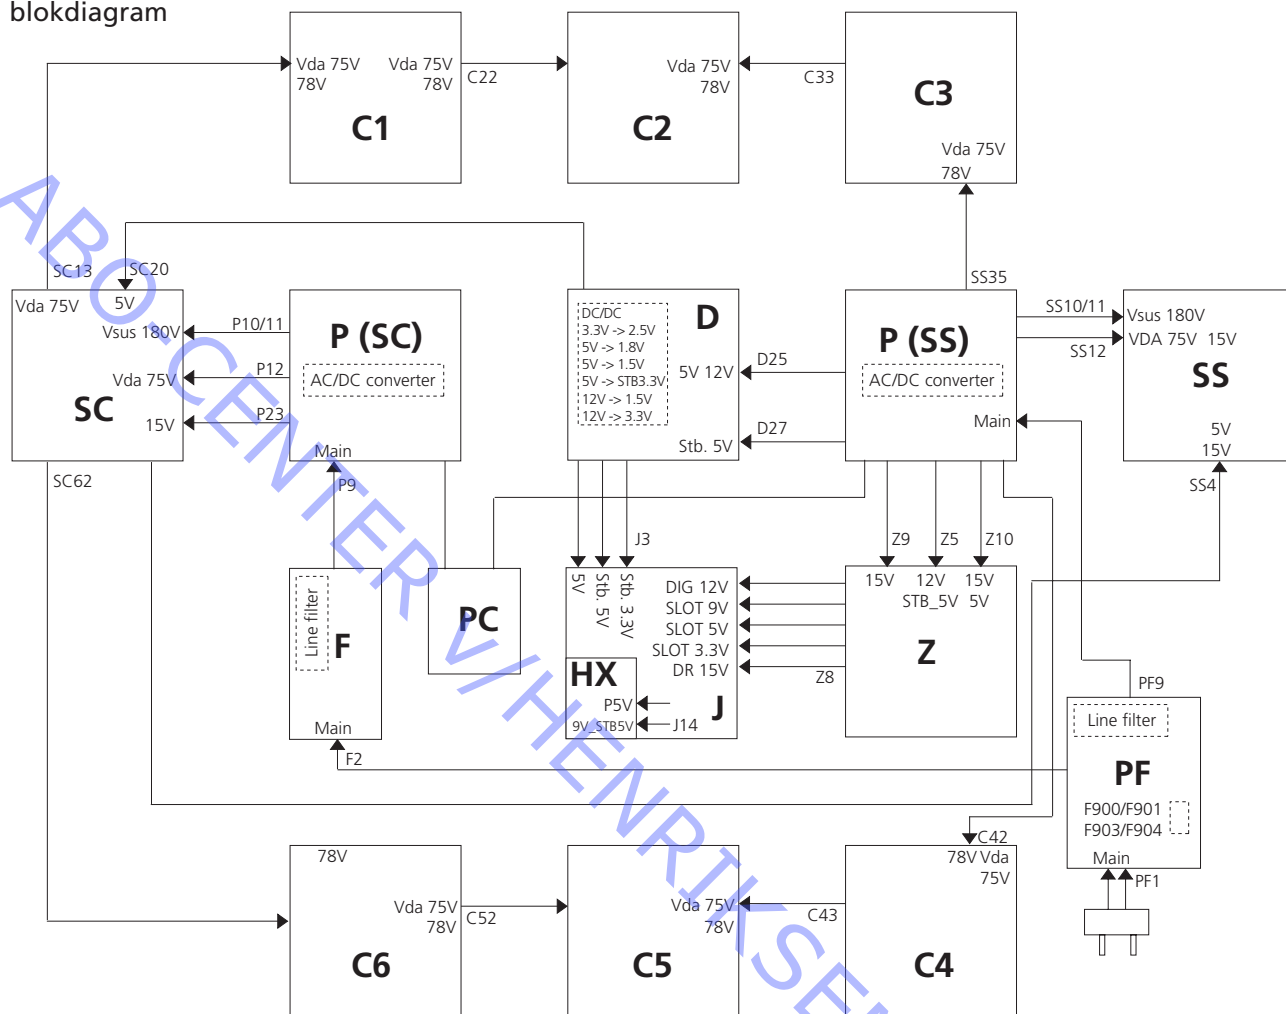 blokdiagram
Vda 75V
78V
Vda 75V
78V
C1
C22
Vda 75V
78V
C2
C33
C3
Vda 75V
78V
SC13
SC20
SS35
Vda 75V
5V
Vsus 180V
Vda 75V
15V
SC
P10/11
P12
P23
P (SC)
AC/DC converter
Main
DC/DC
3.3V -> 2.5V
5V -> 1.8V
5V -> 1.5V
5V -> STB3.3V
12V -> 1.5V
12V -> 3.3V
D
5V 12V
Stb. 5V
D25
D27
P (SS)
AC/DC converter
Main
SS10/11
SS12
Vsus 180V
VDA 75V 15V
SS
5V
15V
SS4
SC62
P9
J3
Z9
Z5
Z10
Line filter
F
Main
F2
PC
5V
Stb. 5V
Stb. 3.3V
DIG 12V
SLOT 9V
SLOT 5V
SLOT 3.3V
DR 15V
HX
P5V
9V_STB5V
J14
J
Z8
15V
12V
15V
STB_5V
5V
Z
PF9
Line filter
PF
F900/F901
F903/F904
Main
PF1
78V
Vda 75V
78V
C6
C52
Vda 75V
78V
C5
C43
C42
78V Vda
75V
C4
ABO-CENTER V/HENRIKSEN